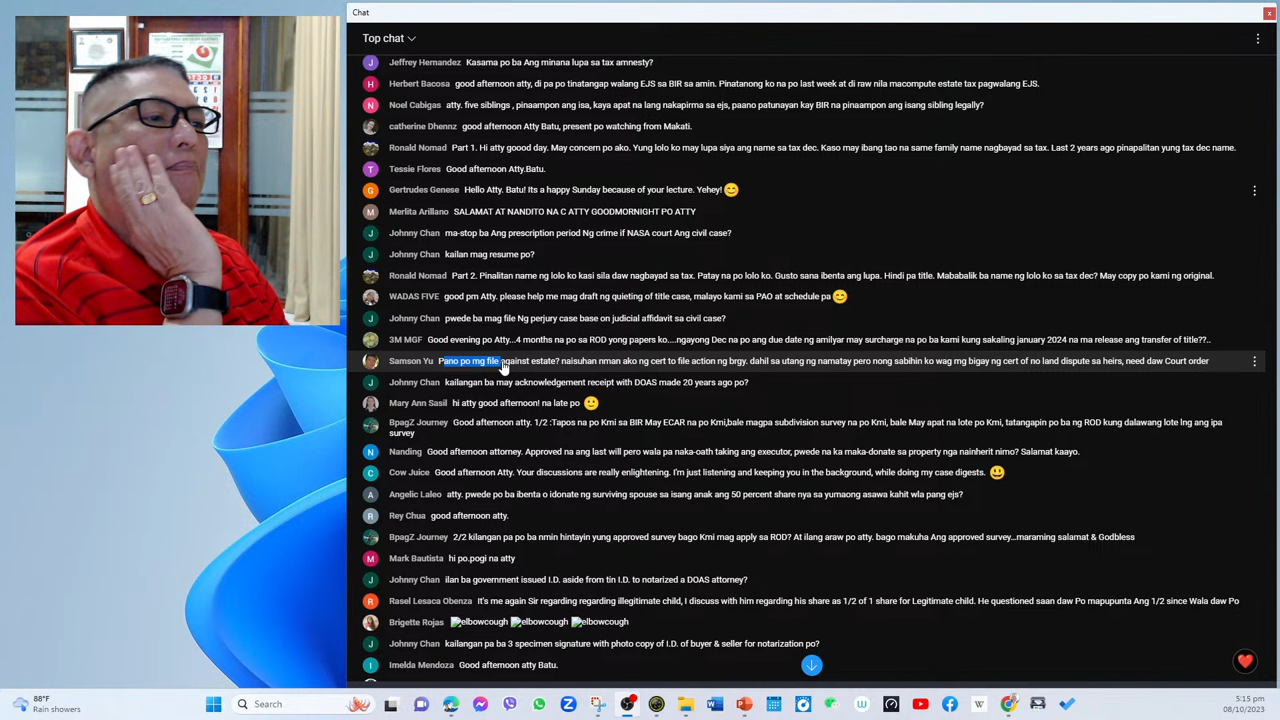 Chat
Top chat
J Jeffrey Hernandez Kasama po ba Ang minana lupa sa tax amnesty?
H Herbert Bacosa good afternoon atty, di pa po tinatangap walang EJS sa BIR sa amin. Pinatanong ko na po last week at di raw nila macompute estate tax pagwalang EJS.
N Noel Cabigas atty. five siblings , pinaampon ang isa, kaya apat na lang nakapirma sa ejs, paano patunayan kay BIR na pinaampon ang isang sibling legally?
catherine Dhennz good afternoon Atty Batu, present po watching from Makati.
Ronald Nomad Part 1. Hi atty goood day. May concern po ako. Yung lolo ko may lupa siya ang name sa tax dec. Kaso may ibang tao na same family name nagbayad sa tax. Last 2 years ago pinapalitan yung tax dec name.
T Tessie Flores Good afternoon Atty.Batu.
G Gertrudes Genese Hello Atty. Batu! Its a happy Sunday because of your lecture. Yehey! 😊
M Merlita Arillano SALAMAT AT NANDITO NA C ATTY GOODMORNIGHT PO ATTY
J Johnny Chan ma-stop ba Ang prescription period Ng crime if NASA court Ang civil case?
J Johnny Chan kailan mag resume po?
Ronald Nomad Part 2. Pinalitan name ng lolo ko kasi sila daw nagbayad sa tax. Patay na po lolo ko. Gusto sana ibenta ang lupa. Hindi pa title. Mababalik ba name ng lolo ko sa tax dec? May copy po kami ng original.
WADAS FIVE good pm Atty. please help me mag draft ng quieting of title case, malayo kami sa PAO at schedule pa 😊
J Johnny Chan pwede ba mag file Ng perjury case base on judicial affidavit sa civil case?
3M MGF Good evening po Atty...4 months na po sa ROD yong papers ko....ngayong Dec na po ang due date ng amilyar may surcharge na po ba kami kung sakaling january 2024 na ma release ang pag transfer of title??..
Samson Yu Pano po mg file against estate? naisuhan nman ako ng cert to file action ng brgy. dahil sa utang ng namatay pero nong sabihin ko wag mg bigay ng cert of no land dispute sa heirs, need daw Court order
J Johnny Chan kailangan ba may acknowledgement receipt with DOAS made 20 years ago po?
Mary Ann Sasil hi atty good afternoon! na late po 🙂
BpagZ Journey Good afternoon atty. 1/2 :Tapos na po Kmi sa BIR May ECAR na po Kmi,bale magpa subdivision survey na po Kmi, bale May apat na lote po Kmi, tatangapin po ba ng ROD kung dalawang lote lng ang ipa
survey
N Nanding Good afternoon attorney. Approved na ang last will pero wala pa naka-oath taking ang executor, pwede na ka maka-donate sa property nga nainherit nimo? Salamat kaayo.
C Cow Juice Good afternoon Atty. Your discussions are really enlightening. I'm just listening and keeping you in the background, while doing my case digests. 😃
A Angelic Laleo atty. pwede po ba ibenta o idonate ng surviving spouse sa isang anak ang 50 percent share nya sa yumaong asawa kahit wla pang ejs?
Rey Chua good afternoon atty.
BpagZ Journey 2/2 kilangan pa po ba nmin hintayin yung approved survey bago Kmi mag apply sa ROD? At ilang araw po atty. bago makuha Ang approved survey...maraming salamat & Godbless
M Mark Bautista hi po.pogi na atty
J Johnny Chan ilan ba government issued I.D. aside from tin I.D. to notarized a DOAS attorney?
R Rasel Lesaca Obenza It's me again Sir regarding regarding illegitimate child, I discuss with him regarding his share as 1/2 of 1 share for Legitimate child. He questioned saan daw Po mapupunta Ang 1/2 since Wala daw Po
Brigette Rojas elbowcough elbowcough elbowcough
J Johnny Chan kailangan pa ba 3 specimen signature with photo copy of I.D. of buyer & seller for notarization po?
I Imelda Mendoza Good afternoon atty Batu.
88°F
Rain showers
Search
5:15 pm
08/10/2023